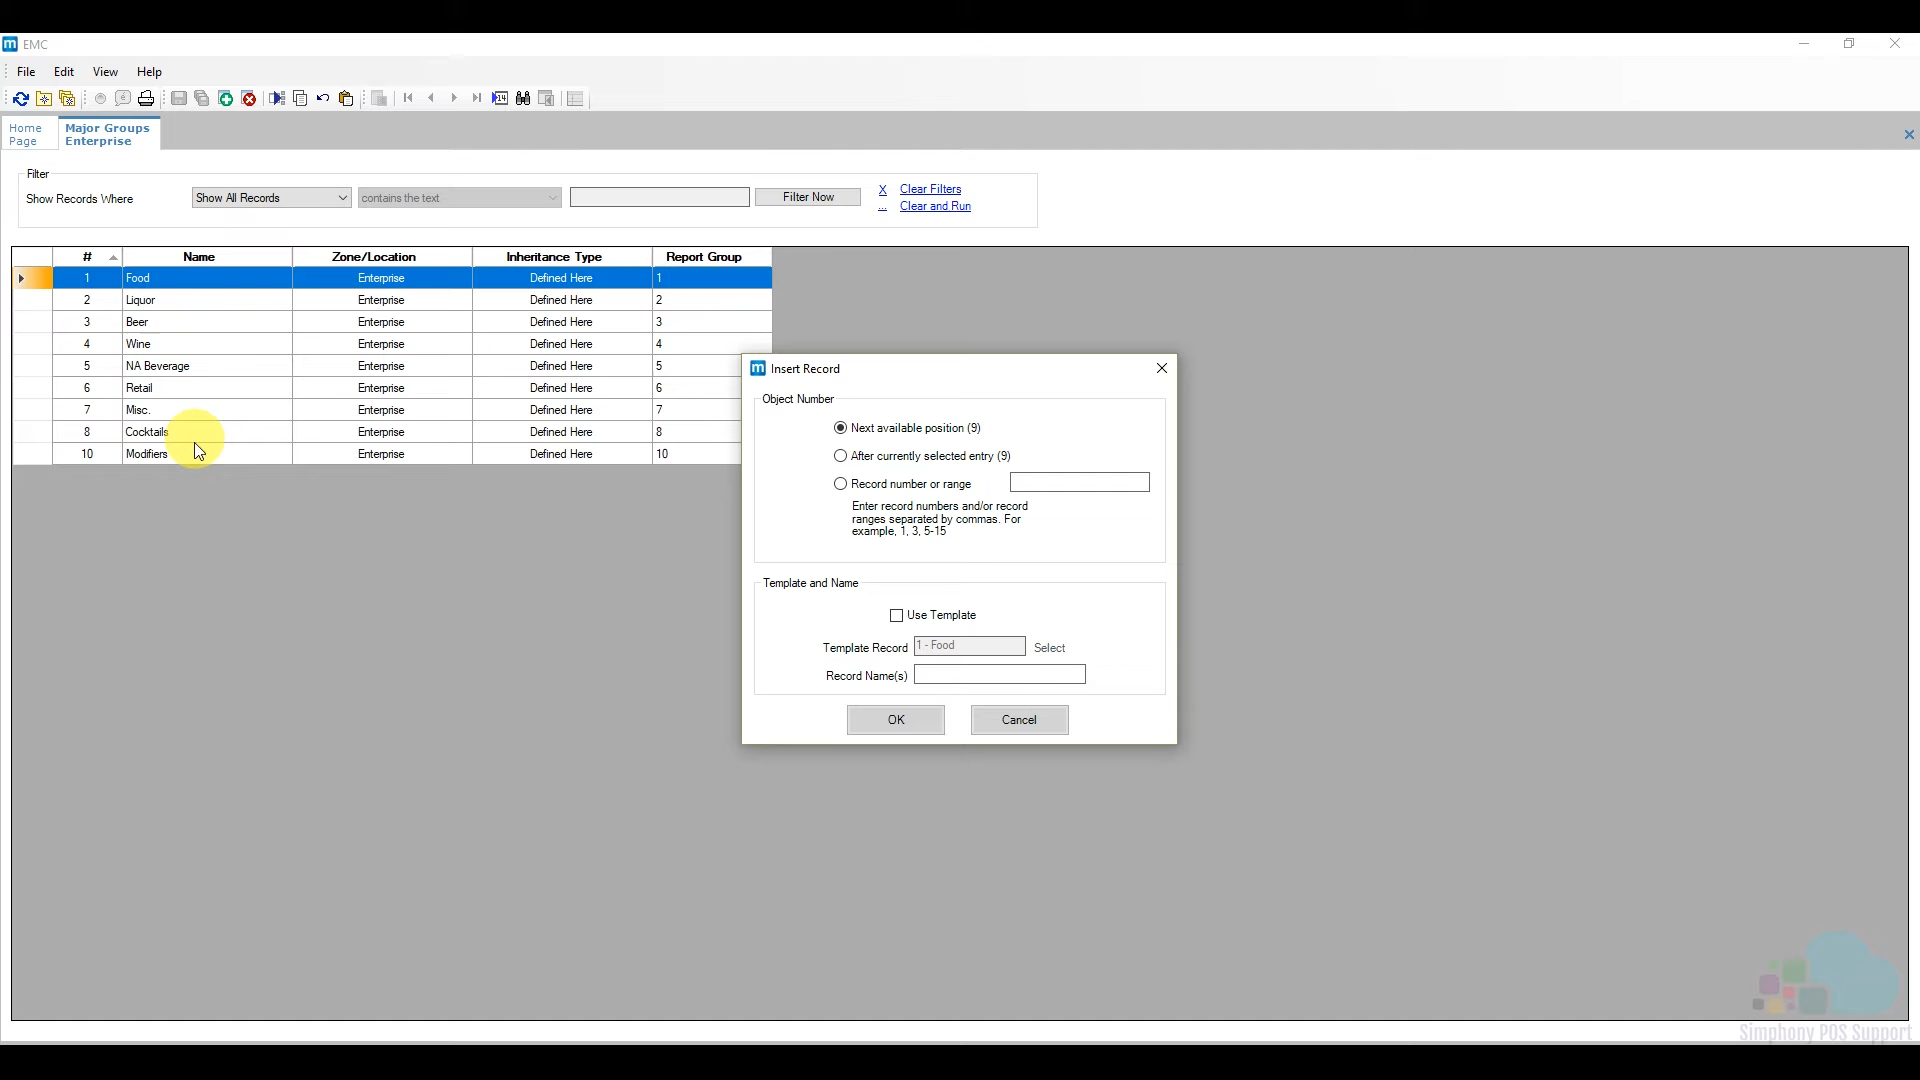 EMC
File Edit View Help
Home Page
Major Groups Enterprise
Filter
Show Records Where Show All Records contains the text Filter Now X Clear Filters
... Clear and Run
# Name Zone/Location Inheritance Type Report Group
1 Food Enterprise Defined Here 1
2 Liquor Enterprise Defined Here 2
3 Beer Enterprise Defined Here 3
4 Wine Enterprise Defined Here 4
5 NA Beverage Enterprise Defined Here 5
6 Retail Enterprise Defined Here 6
7 Misc. Enterprise Defined Here 7
8 Cocktails Enterprise Defined Here 8
10 Modifiers Enterprise Defined Here 10
Insert Record
Object Number
Next available position (9)
After currently selected entry (9)
Record number or range
Enter record numbers and/or record
ranges separated by commas. For
example, 1, 3, 5-15
Template and Name
Use Template
Template Record 1 - Food Select
Record Name(s)
OK Cancel
Simphony POS Support